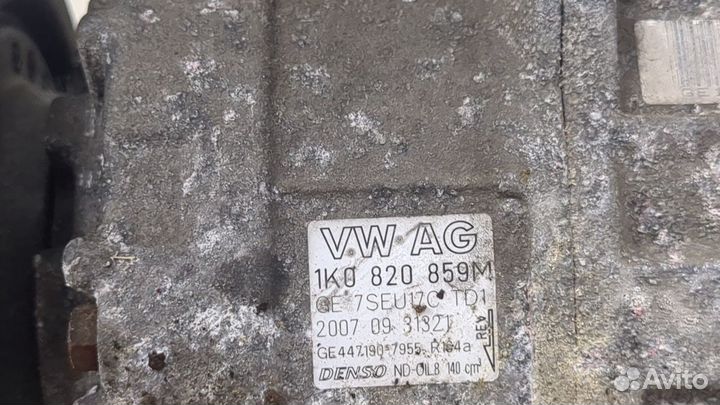 VW AG
1K0 820 859M
GE 7SEU17C TD1
2007 09 3132T
GE447190-7955 R134a
DENSO ND-OIL8 140 cm³
REV
Avito